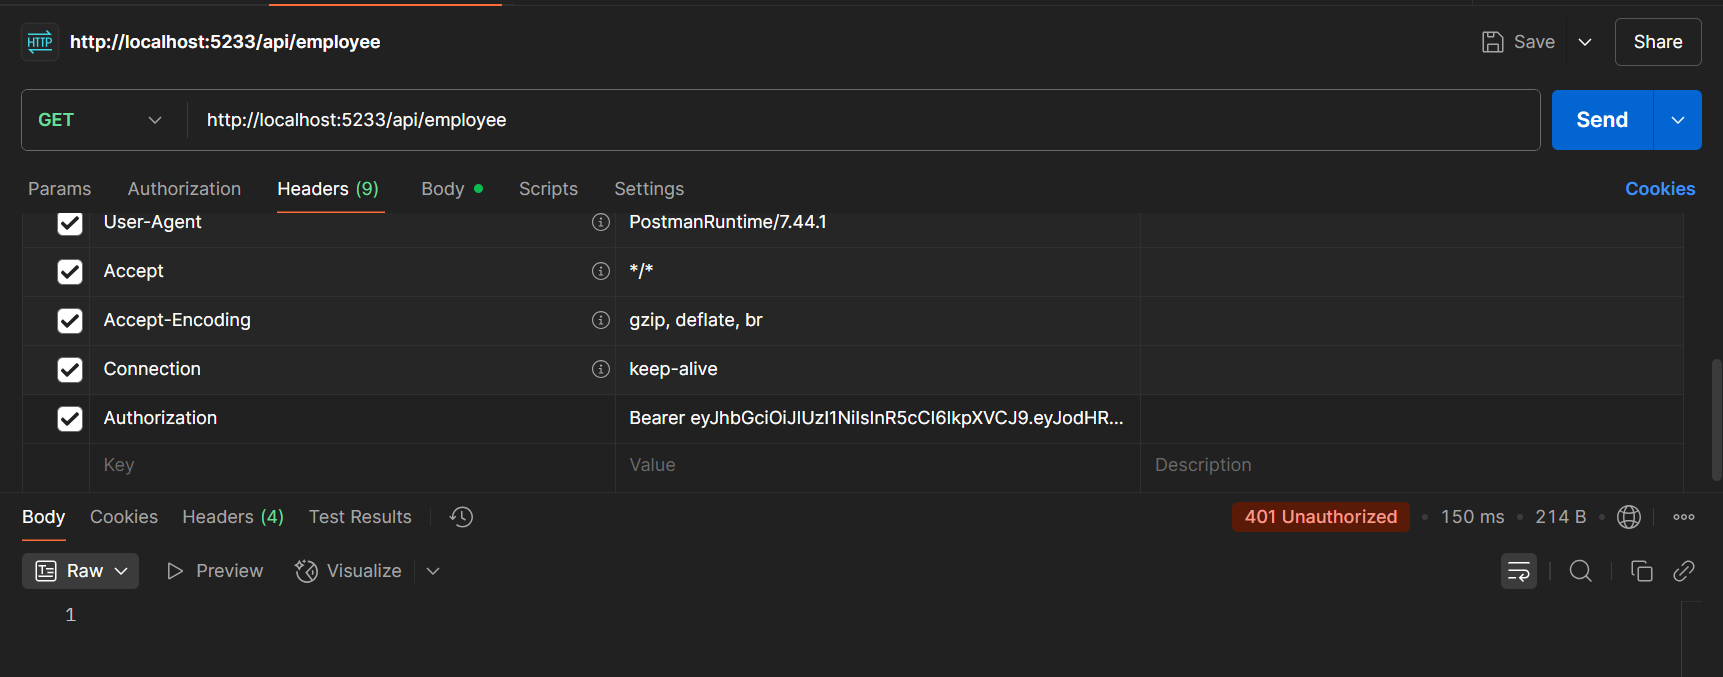 HTTP http://localhost:5233/api/employee Save Share
GET http://localhost:5233/api/employee Send
Params Authorization Headers (9) Body Scripts Settings Cookies
User-Agent PostmanRuntime/7.44.1
Accept */*
Accept-Encoding gzip, deflate, br
Connection keep-alive
Authorization Bearer eyJhbGciOiJIUzI1NiIsInR5cCI6IkpXVCJ9.eyJodHR...
Key Value Description
Body Cookies Headers (4) Test Results 401 Unauthorized 150 ms 214 B
Raw Preview Visualize
1